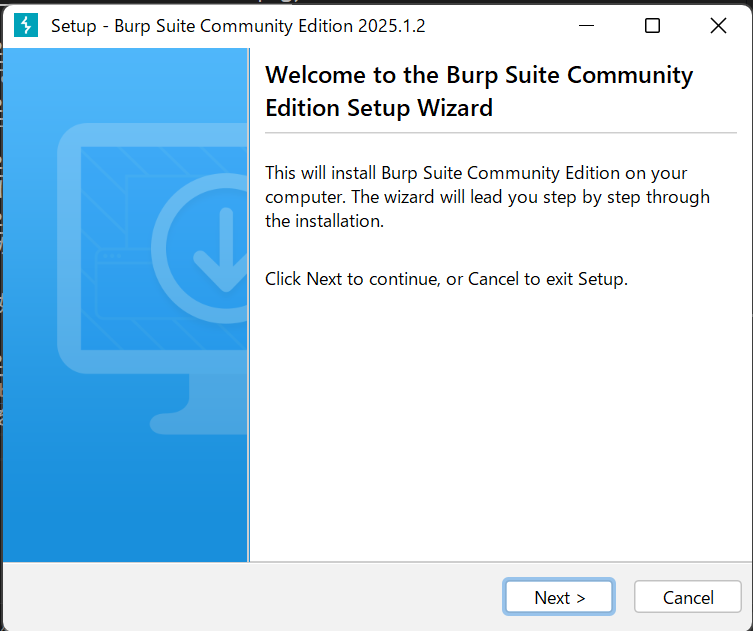 Setup - Burp Suite Community Edition 2025.1.2
Welcome to the Burp Suite Community
Edition Setup Wizard
This will install Burp Suite Community Edition on your
computer. The wizard will lead you step by step through
the installation.
Click Next to continue, or Cancel to exit Setup.
Next >
Cancel